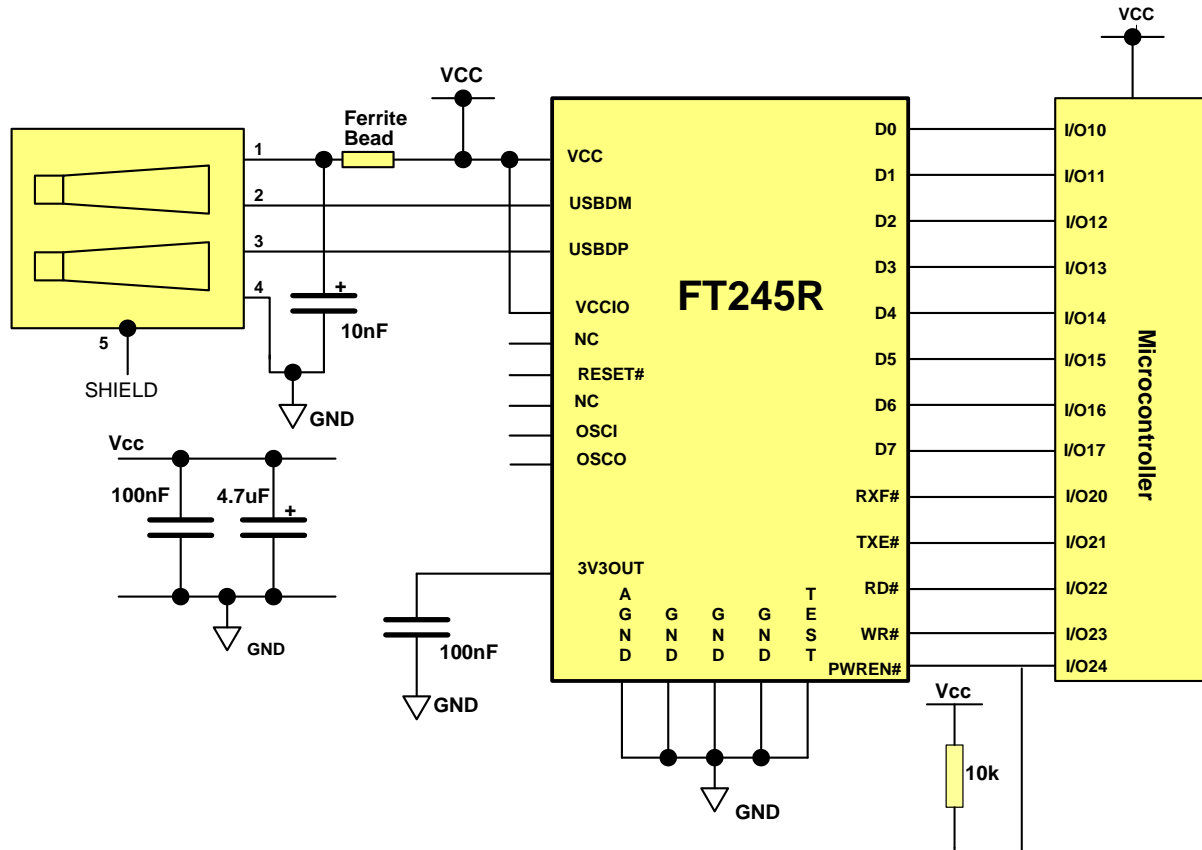 VCC
VCC
Ferrite
Bead
1
2
3
4
5
SHIELD
10nF
+
GND
Vcc
100nF
4.7uF
+
GND
VCC
USBDM
USBDP
VCCIO
NC
RESET#
NC
OSCI
OSCO
3V3OUT
100nF
GND
FT245R
AGND
GND
GND
GND
TEST
GND
D0
D1
D2
D3
D4
D5
D6
D7
RXF#
TXE#
RD#
WR#
PWREN#
Vcc
10k
I/O10
I/O11
I/O12
I/O13
I/O14
I/O15
I/O16
I/O17
I/O20
I/O21
I/O22
I/O23
I/O24
Microcontroller